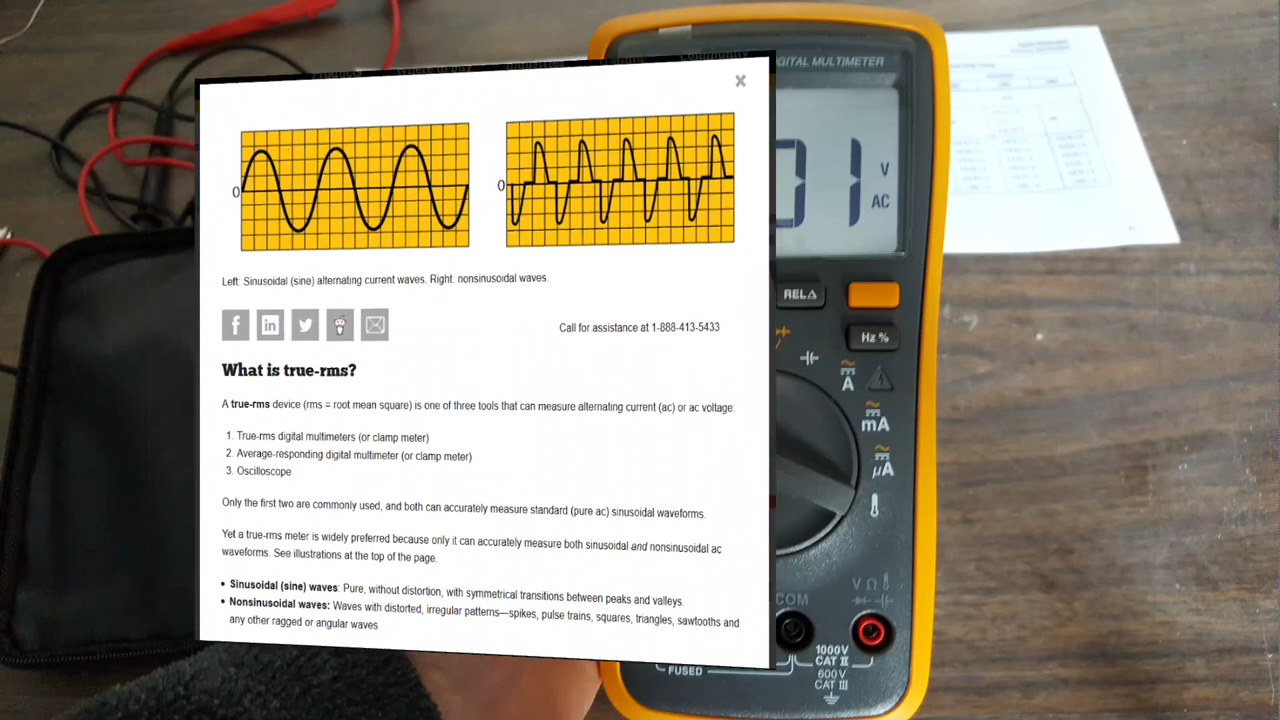 DIGITAL MULTIMETER
01
V
AC
RELΔ
Hz %
A
mA
µA
V Ω
COM
1000V
CAT II
600V
CAT III
FUSED
×
0
0
Left: Sinusoidal (sine) alternating current waves. Right: nonsinusoidal waves.
f
in
Call for assistance at 1-888-413-5433
What is true-rms?
A true-rms device (rms = root mean square) is one of three tools that can measure alternating current (ac) or ac voltage:
1. True-rms digital multimeters (or clamp meter)
2. Average-responding digital multimeter (or clamp meter)
3. Oscilloscope
Only the first two are commonly used, and both can accurately measure standard (pure ac) sinusoidal waveforms.
Yet a true-rms meter is widely preferred because only it can accurately measure both sinusoidal and nonsinusoidal ac
waveforms. See illustrations at the top of the page.
• Sinusoidal (sine) waves: Pure, without distortion, with symmetrical transitions between peaks and valleys.
• Nonsinusoidal waves: Waves with distorted, irregular patterns—spikes, pulse trains, squares, triangles, sawtooths and
any other ragged or angular waves.